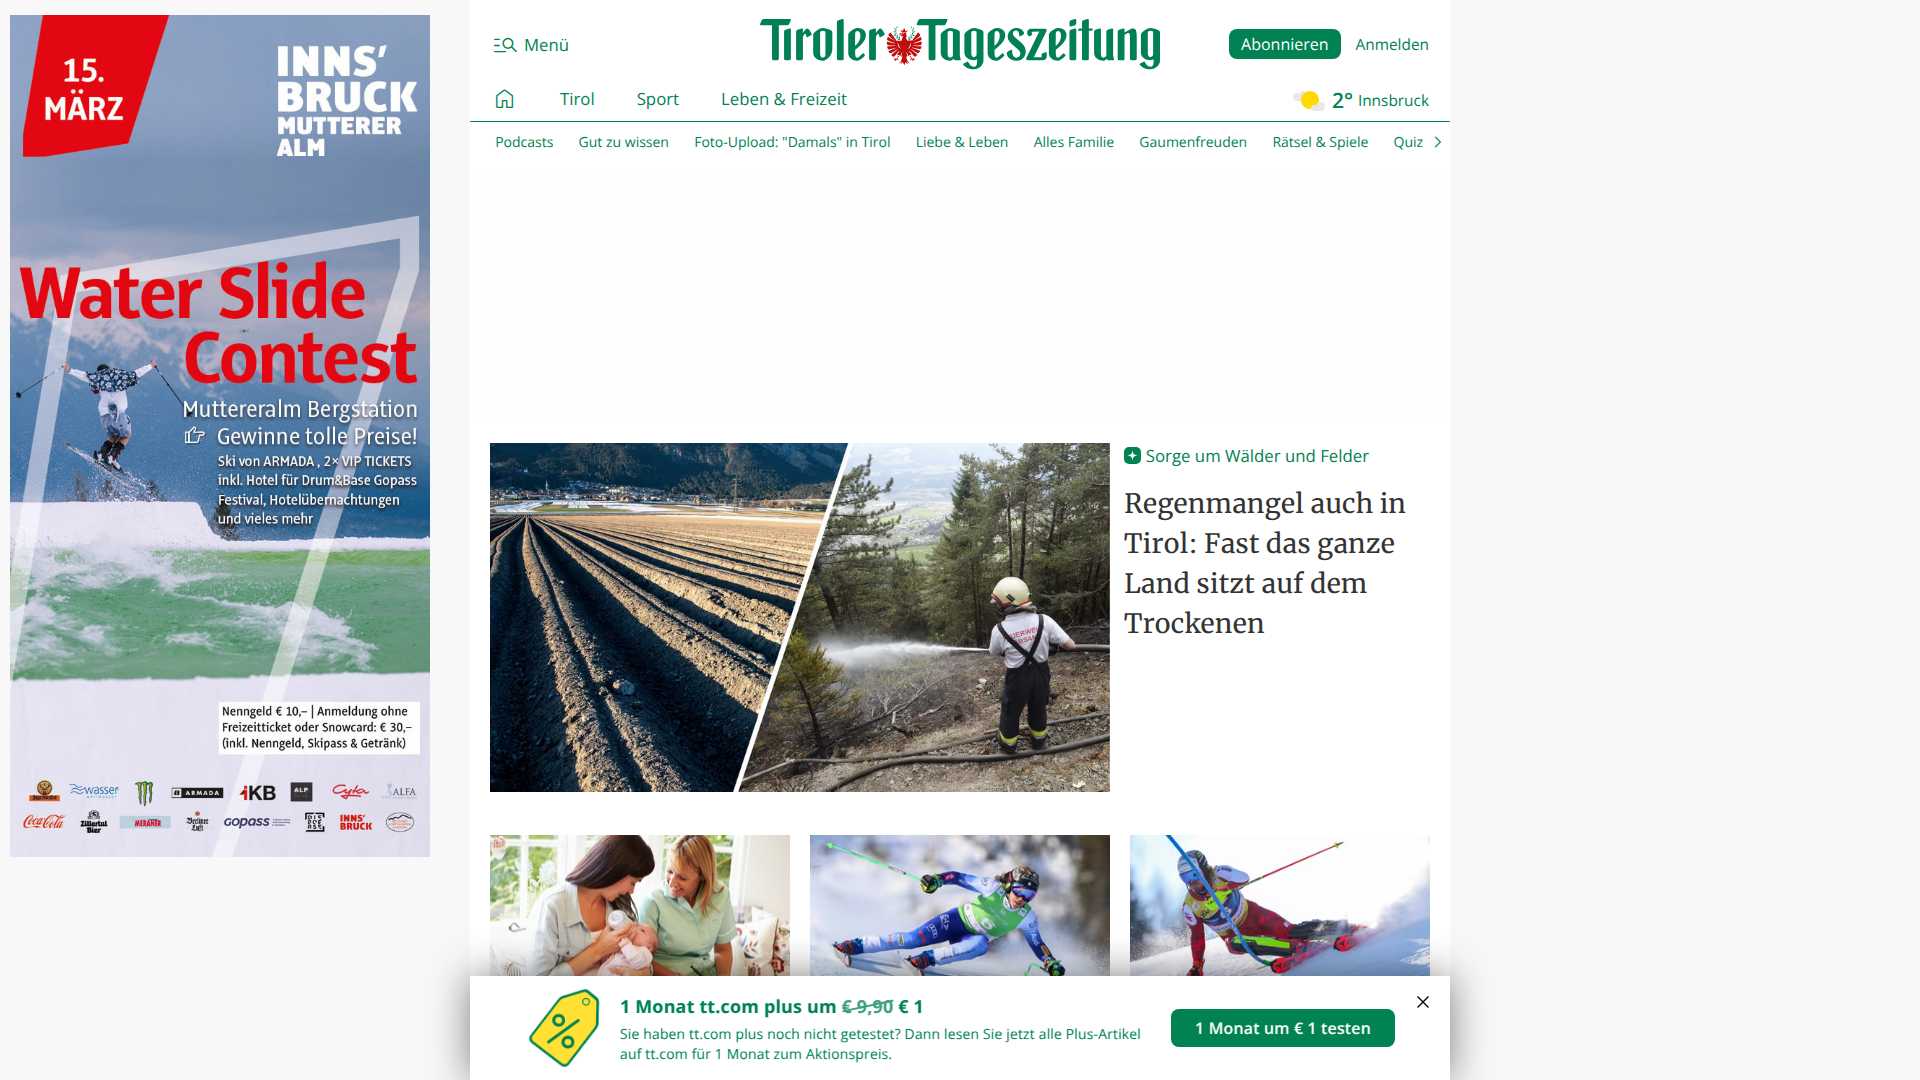 15.
MÄRZ
INNS'
BRUCK
MUTTERER
ALM
Water Slide
Contest
Muttereralm Bergstation
Gewinne tolle Preise!
Ski von ARMADA , 2× VIP TICKETS
inkl. Hotel für Drum&Base Gopass
Festival, Hotelübernachtungen
und vieles mehr
Nenngeld € 10,– | Anmeldung ohne
Freizeitticket oder Snowcard: € 30,–
(inkl. Nenngeld, Skipass & Getränk)
wasser
ARMADA
iKB
ALP
Cyta
ALFA
Coca-Cola
Zillertal
Bier
MERANER
Berliner
Luft
GOPASS
INNS'
BRUCK
Menü
Tiroler Tageszeitung
Abonnieren
Anmelden
Tirol
Sport
Leben & Freizeit
2° Innsbruck
Podcasts
Gut zu wissen
Foto-Upload: "Damals" in Tirol
Liebe & Leben
Alles Familie
Gaumenfreuden
Rätsel & Spiele
Quiz
Sorge um Wälder und Felder
Regenmangel auch in
Tirol: Fast das ganze
Land sitzt auf dem
Trockenen
1 Monat tt.com plus um € 9,90 € 1
Sie haben tt.com plus noch nicht getestet? Dann lesen Sie jetzt alle Plus-Artikel
auf tt.com für 1 Monat zum Aktionspreis.
1 Monat um € 1 testen